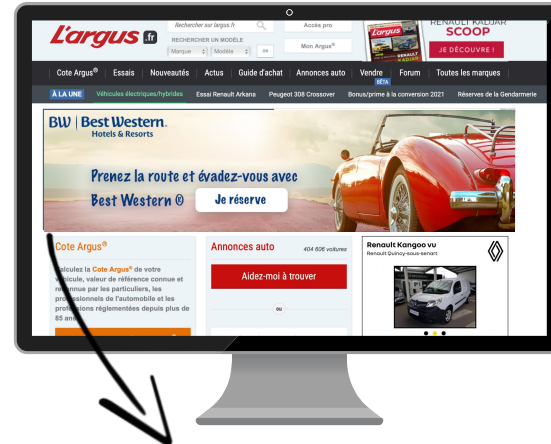 L'argus .fr
Rechercher sur largus.fr
RECHERCHER UN MODÈLE
Marque
Modèle
OK
Accès pro
Mon Argus®
L'argus
RENAULT
RENAULT KADJAR
SCOOP
JE DÉCOUVRE !
Cote Argus® Essais Nouveautés Actus Guide d'achat Annonces auto Vendre Forum Toutes les marques
BÊTA
À LA UNE Véhicules électriques/hybrides Essai Renault Arkana Peugeot 308 Crossover Bonus/prime à la conversion 2021 Réserves de la Gendarmerie
BW Best Western®
Hotels & Resorts
Prenez la route et évadez-vous avec
Best Western ® Je réserve
Cote Argus®
Calculez la Cote Argus® de votre
véhicule, valeur de référence connue et
reconnue par les particuliers, les
professionnels de l'automobile et les
professions réglementées depuis plus de
85 ans
Annonces auto 404 606 voitures
Aidez-moi à trouver
ou
Renault Kangoo vu
Renault Quincy-sous-senart